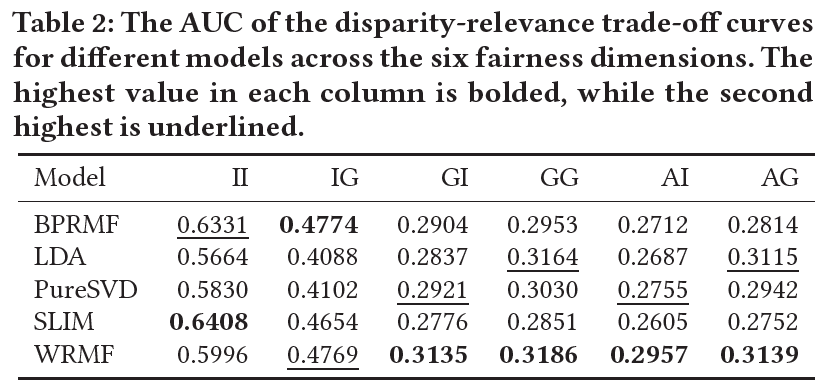 Table 2: The AUC of the disparity-relevance trade-off curves
for different models across the six fairness dimensions. The
highest value in each column is bolded, while the second
highest is underlined.
Model II IG GI GG AI AG
BPRMF 0.6331 0.4774 0.2904 0.2953 0.2712 0.2814
LDA 0.5664 0.4088 0.2837 0.3164 0.2687 0.3115
PureSVD 0.5830 0.4102 0.2921 0.3030 0.2755 0.2942
SLIM 0.6408 0.4654 0.2776 0.2851 0.2605 0.2752
WRMF 0.5996 0.4769 0.3135 0.3186 0.2957 0.3139